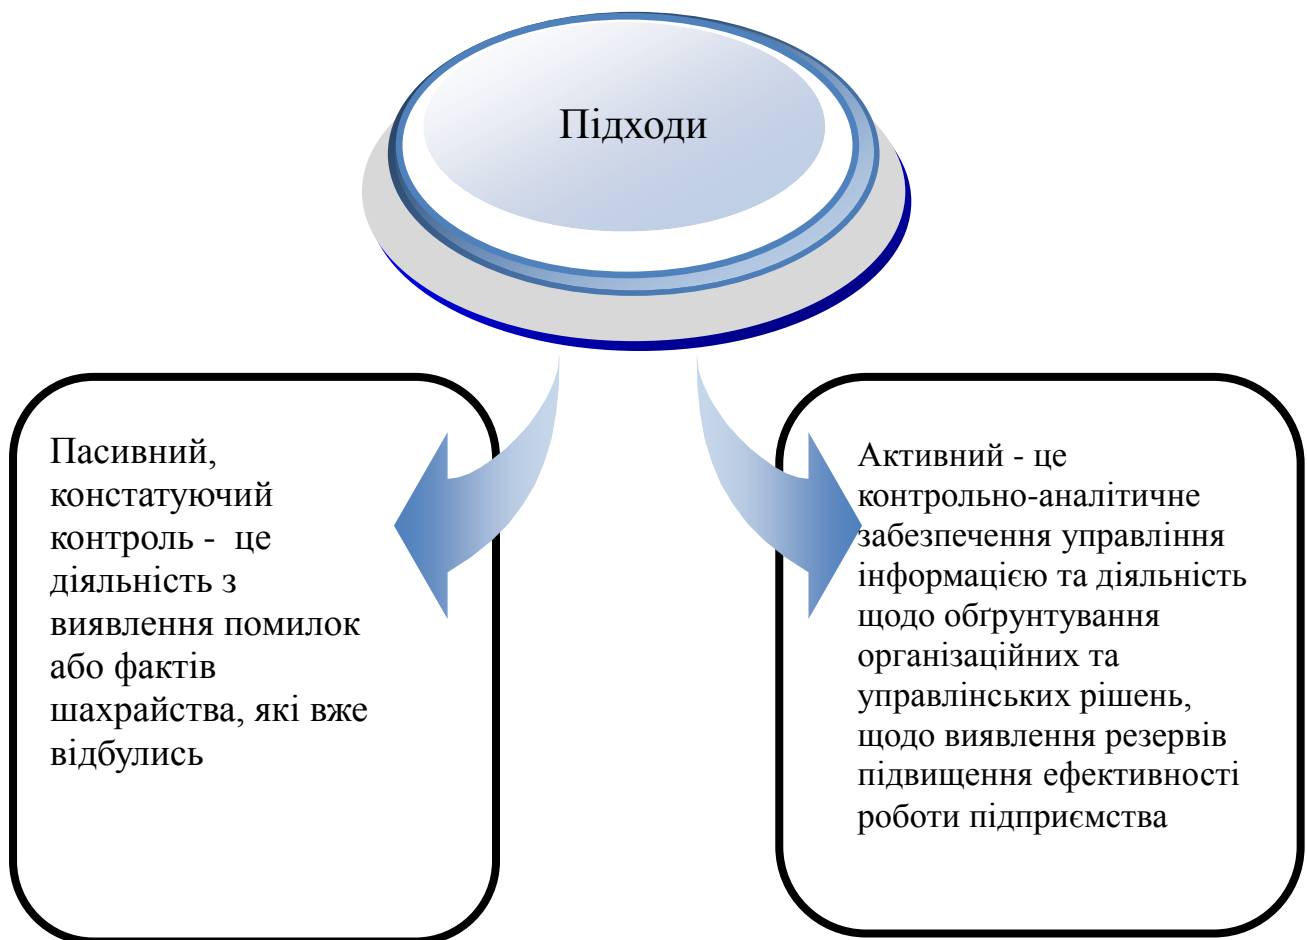 Підходи
Пасивний,
констатуючий
контроль -  це
діяльність з
виявлення помилок
або фактів
шахрайства, які вже
відбулись
Активний - це
контрольно-аналітичне
забезпечення управління
інформацією та діяльність
щодо обґрунтування
організаційних та
управлінських рішень,
щодо виявлення резервів
підвищення ефективності
роботи підприємства